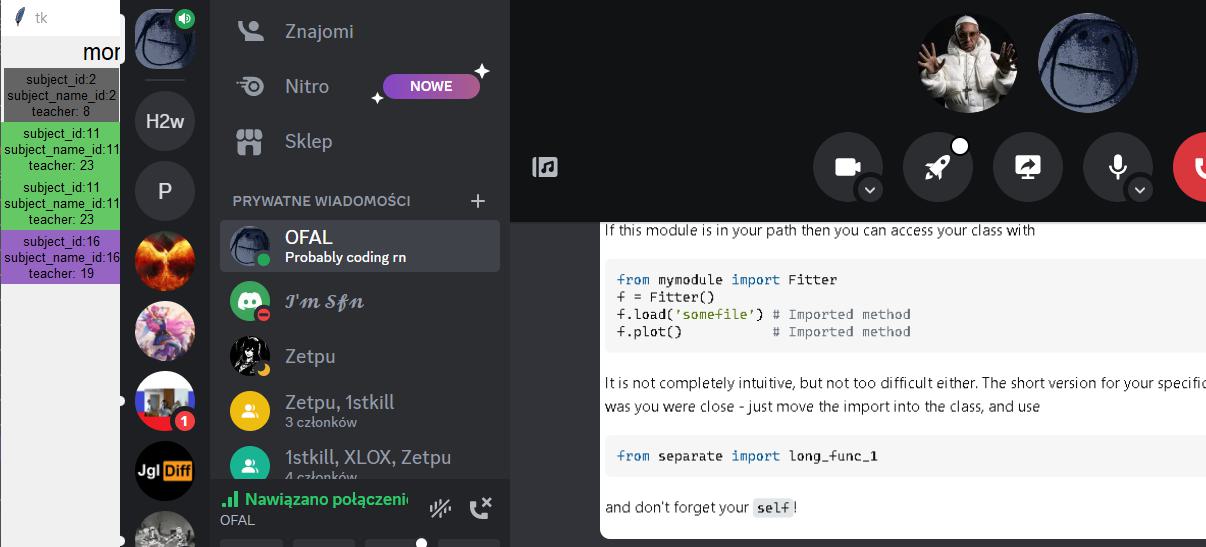 tk
mor
subject_id:2
subject_name_id:2
teacher: 8
subject_id:11
subject_name_id:11
teacher: 23
subject_id:11
subject_name_id:11
teacher: 23
subject_id:16
subject_name_id:16
teacher: 19
H2w
P
1
Jgl Diff
Znajomi
Nitro
NOWE
Sklep
PRYWATNE WIADOMOŚCI
OFAL
Probably coding rn
𝓘'𝓶 𝓢𝓯𝓷
Zetpu
Zetpu, 1stkill
3 członków
1stkill, XLOX, Zetpu
4 członków
Nawiązano połączenie
OFAL
If this module is in your path then you can access your class with
from mymodule import Fitter
f = Fitter()
f.load('somefile') # Imported method
f.plot() # Imported method
It is not completely intuitive, but not too difficult either. The short version for your specific
was you were close - just move the import into the class, and use
from separate import long_func_1
and don't forget your self!